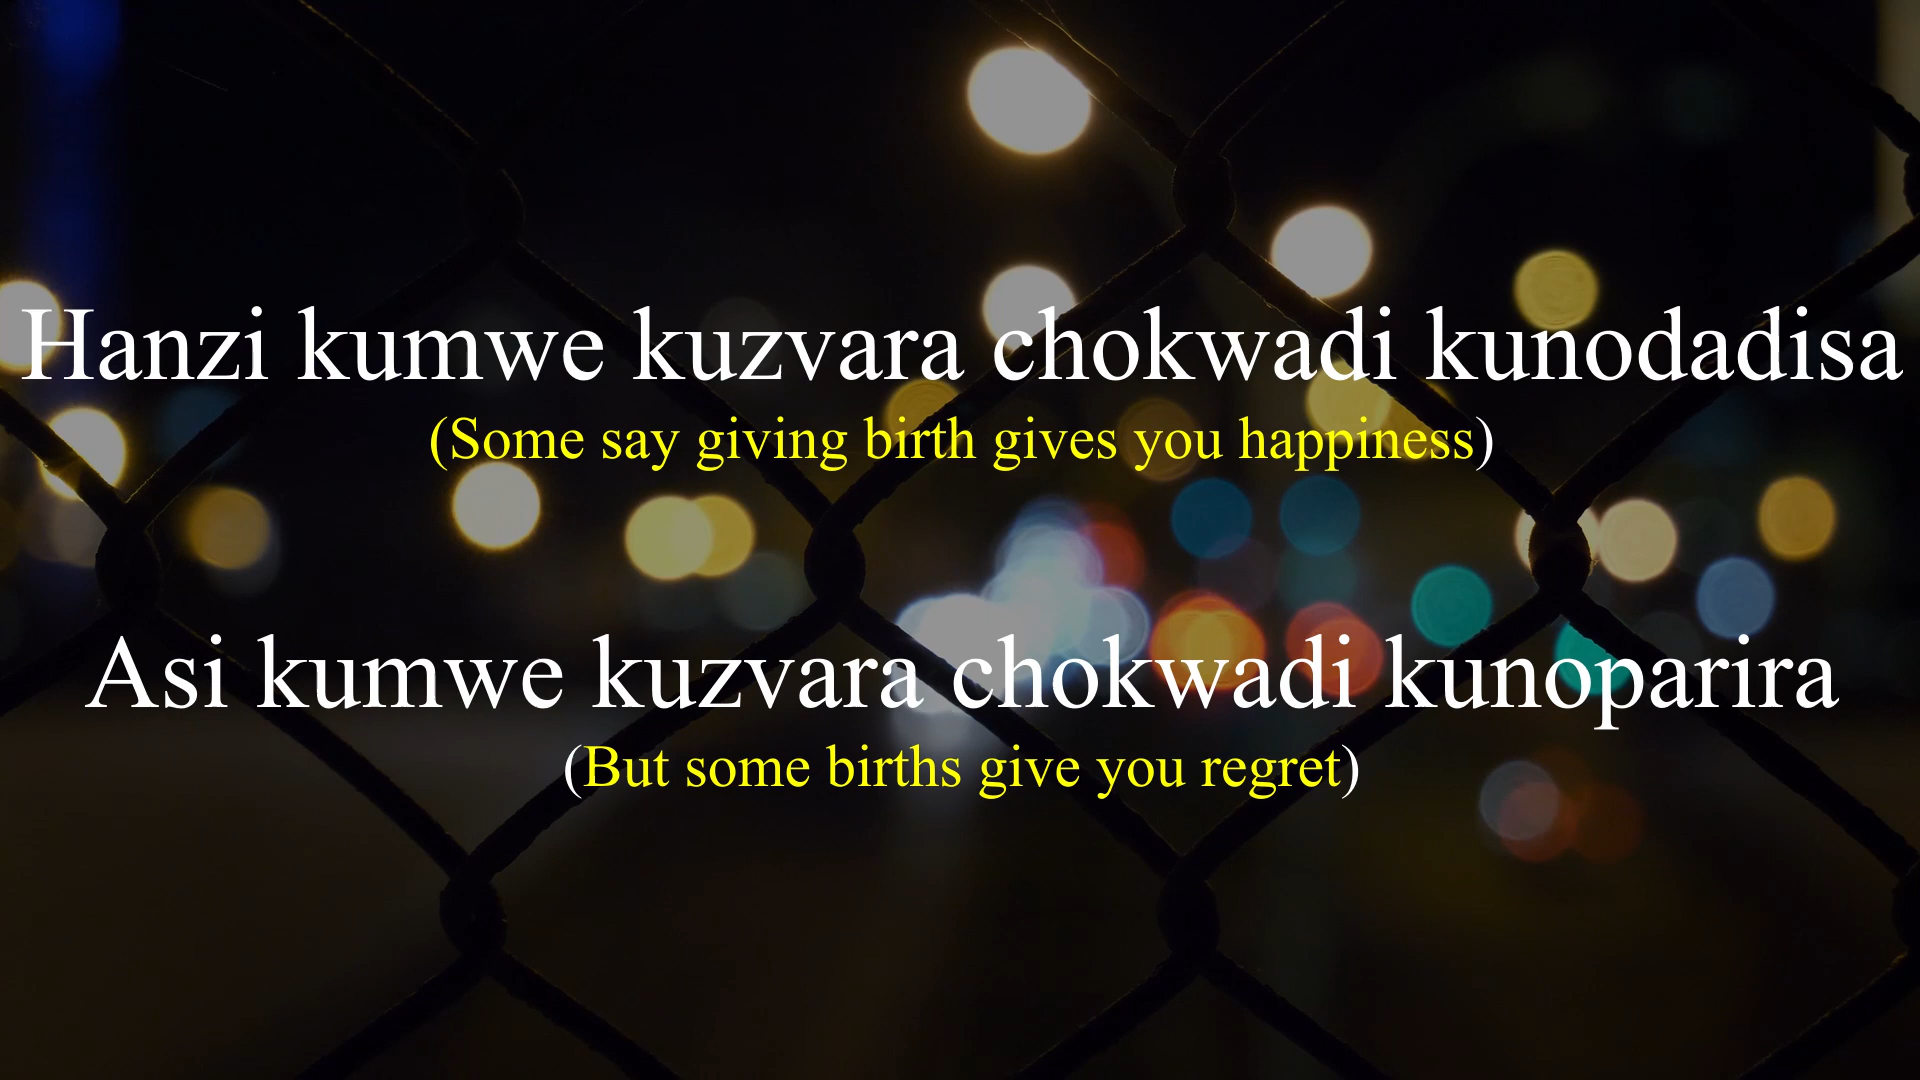 Hanzi kumwe kuzvara chokwadi kunodadisa
(Some say giving birth gives you happiness)
Asi kumwe kuzvara chokwadi kunoparira
(But some births give you regret)